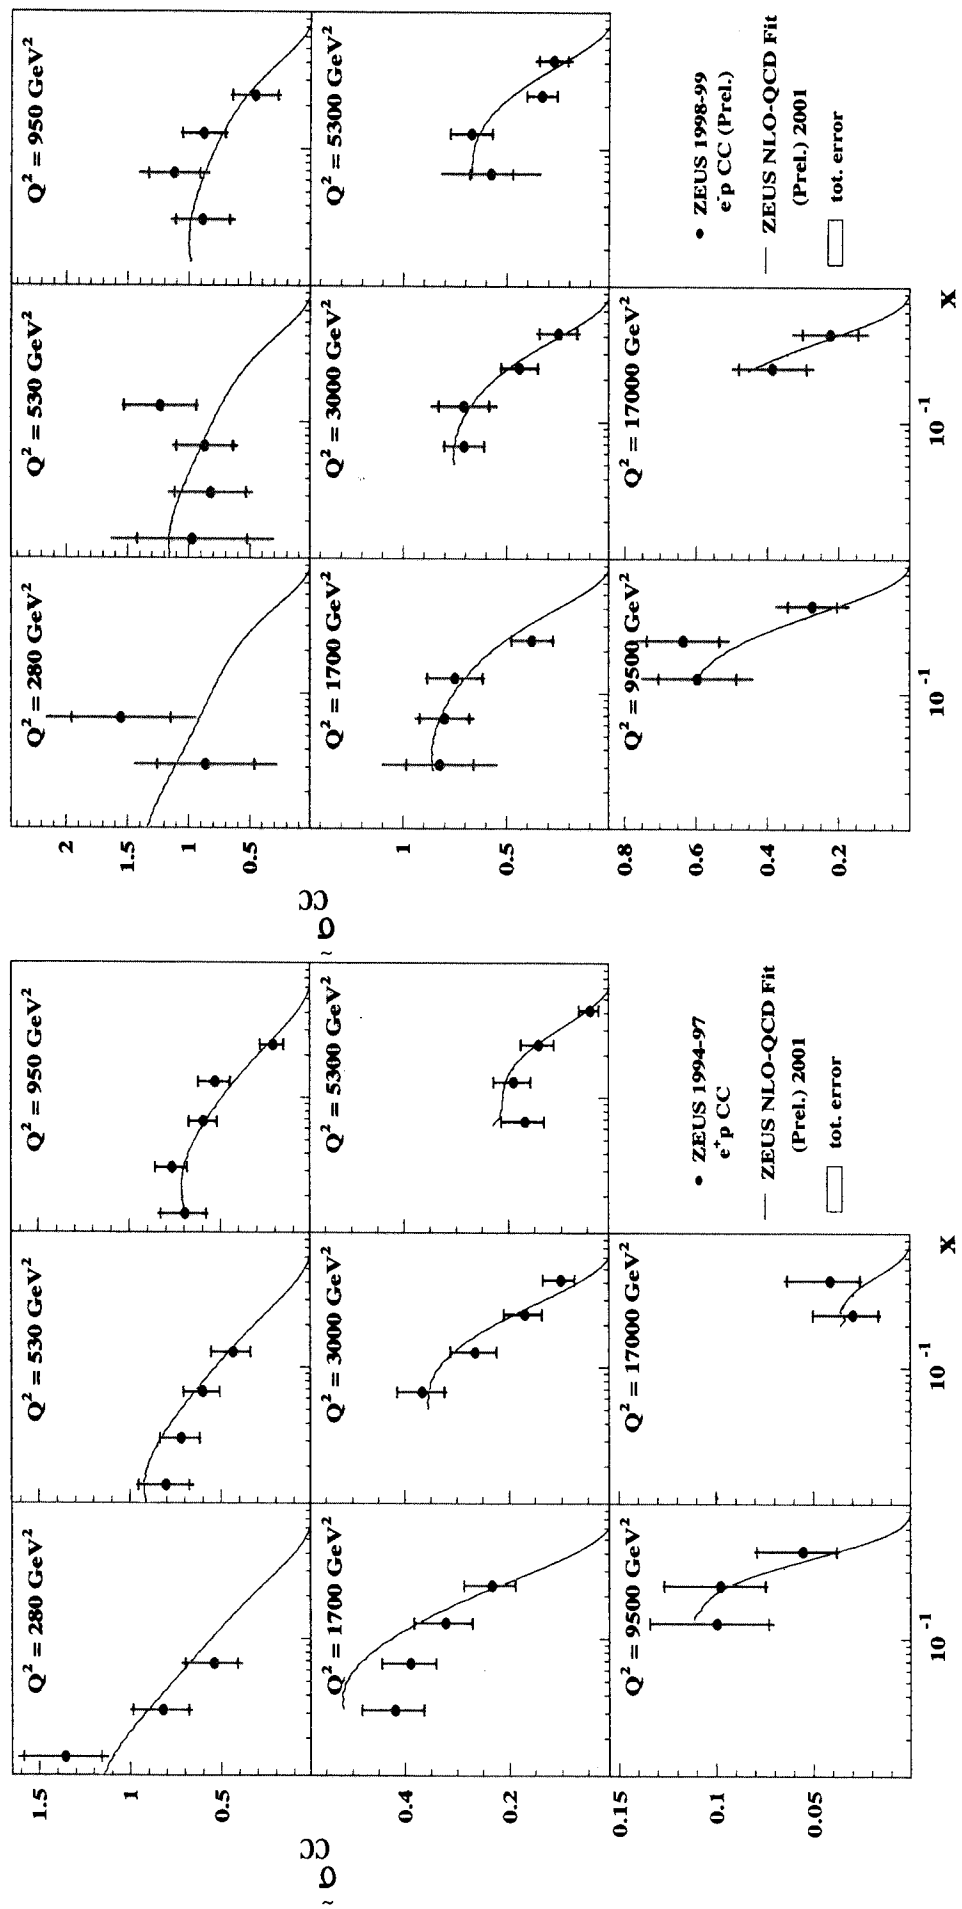 Q² = 280 GeV²
Q² = 530 GeV²
Q² = 950 GeV²
1.5
1
0.5
σ̃ CC
Q² = 1700 GeV²
Q² = 3000 GeV²
Q² = 5300 GeV²
0.4
0.2
Q² = 9500 GeV²
Q² = 17000 GeV²
0.15
0.1
0.05
10⁻¹
10⁻¹
x
ZEUS 1994-97
e⁺p CC
ZEUS NLO-QCD Fit
(Prel.) 2001
tot. error
Q² = 280 GeV²
Q² = 530 GeV²
Q² = 950 GeV²
2
1.5
1
0.5
σ̃ CC
Q² = 1700 GeV²
Q² = 3000 GeV²
Q² = 5300 GeV²
1
0.5
Q² = 9500 GeV²
Q² = 17000 GeV²
0.8
0.6
0.4
0.2
10⁻¹
10⁻¹
x
ZEUS 1998-99
e⁻p CC (Prel.)
ZEUS NLO-QCD Fit
(Prel.) 2001
tot. error